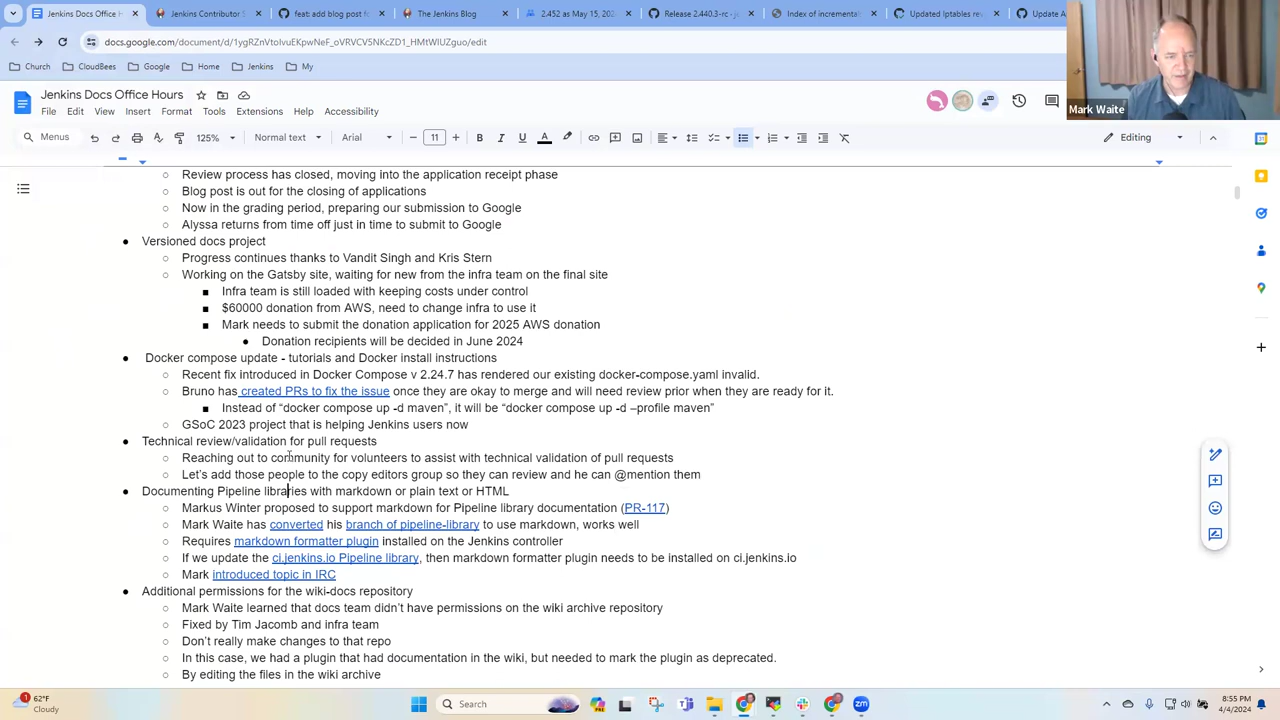 Contributor Spotligh
feat: add blog post for
The Jenkins Blog
2.452 as May 15, 202
Release 2.440.3-rc · jen
Index of incrementa
Updated Iptables rev
Update A
docs.google.com/document/d/1ygRZnVtoIvuEKpwNeF_oVRVCV5NKcZD1_HMtWIUZguo/edit
Church
CloudBees
Google
Home
Jenkins
My
Mark Waite
Jenkins Docs Office Hours
File Edit View Insert Format Tools Extensions Help Accessibility
Menus 125% Normal text Arial 11 B I U A Editing
○ Review process has closed, moving into the application receipt phase
○ Blog post is out for the closing of applications
○ Now in the grading period, preparing our submission to Google
○ Alyssa returns from time off just in time to submit to Google
● Versioned docs project
○ Progress continues thanks to Vandit Singh and Kris Stern
○ Working on the Gatsby site, waiting for new from the infra team on the final site
■ Infra team is still loaded with keeping costs under control
■ $60000 donation from AWS, need to change infra to use it
■ Mark needs to submit the donation application for 2025 AWS donation
● Donation recipients will be decided in June 2024
● Docker compose update - tutorials and Docker install instructions
○ Recent fix introduced in Docker Compose v 2.24.7 has rendered our existing docker-compose.yaml invalid.
○ Bruno has created PRs to fix the issue once they are okay to merge and will need review prior when they are ready for it.
■ Instead of “docker compose up -d maven”, it will be “docker compose up -d –profile maven”
○ GSoC 2023 project that is helping Jenkins users now
● Technical review/validation for pull requests
○ Reaching out to community for volunteers to assist with technical validation of pull requests
○ Let’s add those people to the copy editors group so they can review and he can @mention them
● Documenting Pipeline libraries with markdown or plain text or HTML
○ Markus Winter proposed to support markdown for Pipeline library documentation (PR-117)
○ Mark Waite has converted his branch of pipeline-library to use markdown, works well
○ Requires markdown formatter plugin installed on the Jenkins controller
○ If we update the ci.jenkins.io Pipeline library, then markdown formatter plugin needs to be installed on ci.jenkins.io
○ Mark introduced topic in IRC
● Additional permissions for the wiki-docs repository
○ Mark Waite learned that docs team didn’t have permissions on the wiki archive repository
○ Fixed by Tim Jacomb and infra team
○ Don’t really make changes to that repo
○ In this case, we had a plugin that had documentation in the wiki, but needed to mark the plugin as deprecated.
○ By editing the files in the wiki archive
1
62°F
Cloudy
Search
8:55 PM
4/4/2024